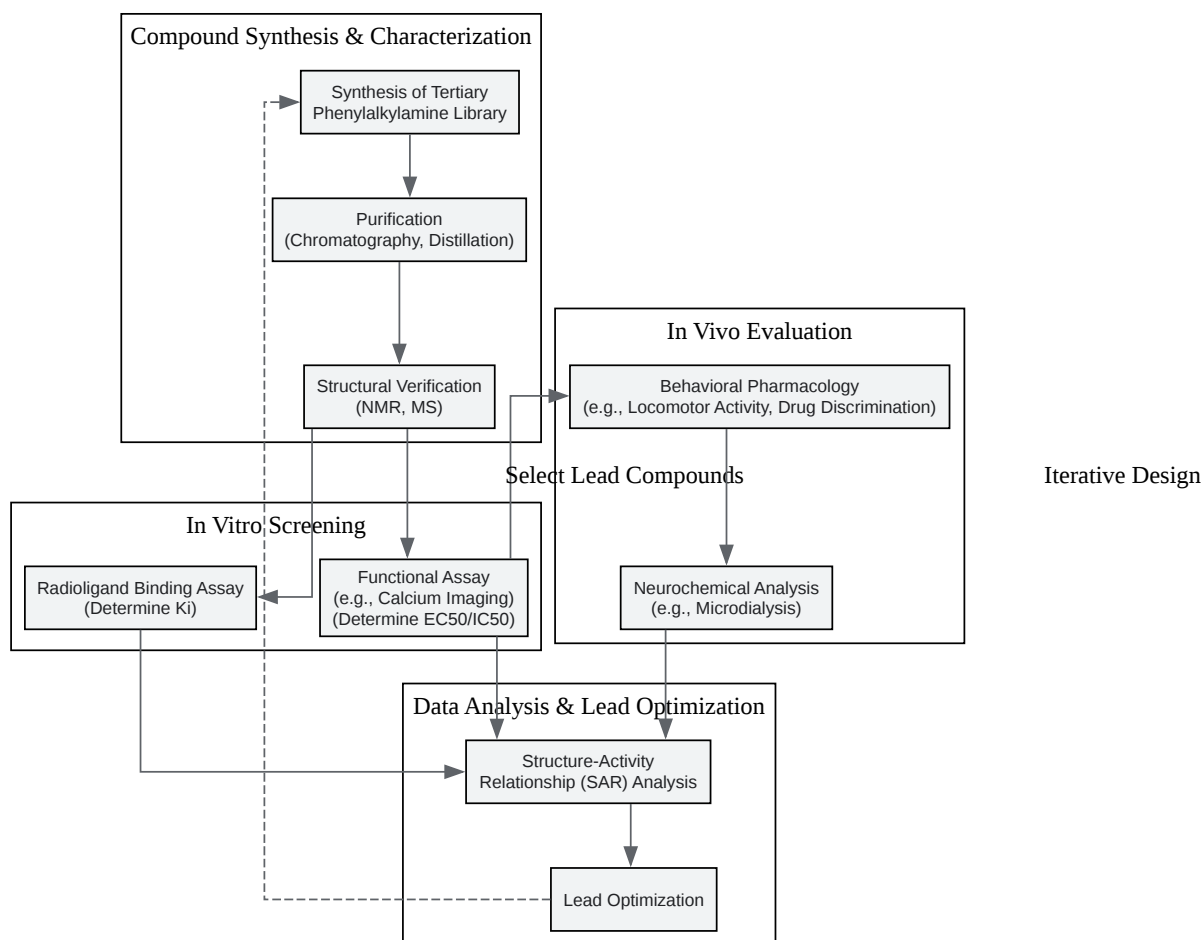 Compound Synthesis & Characterization
Synthesis of Tertiary
Phenylalkylamine Library
Purification
(Chromatography, Distillation)
Structural Verification
(NMR, MS)
In Vivo Evaluation
Behavioral Pharmacology
(e.g., Locomotor Activity, Drug Discrimination)
Select Lead Compounds
Iterative Design
In Vitro Screening
Radioligand Binding Assay
(Determine Ki)
Functional Assay
(e.g., Calcium Imaging)
(Determine EC50/IC50)
Neurochemical Analysis
(e.g., Microdialysis)
Data Analysis & Lead Optimization
Structure-Activity
Relationship (SAR) Analysis
Lead Optimization